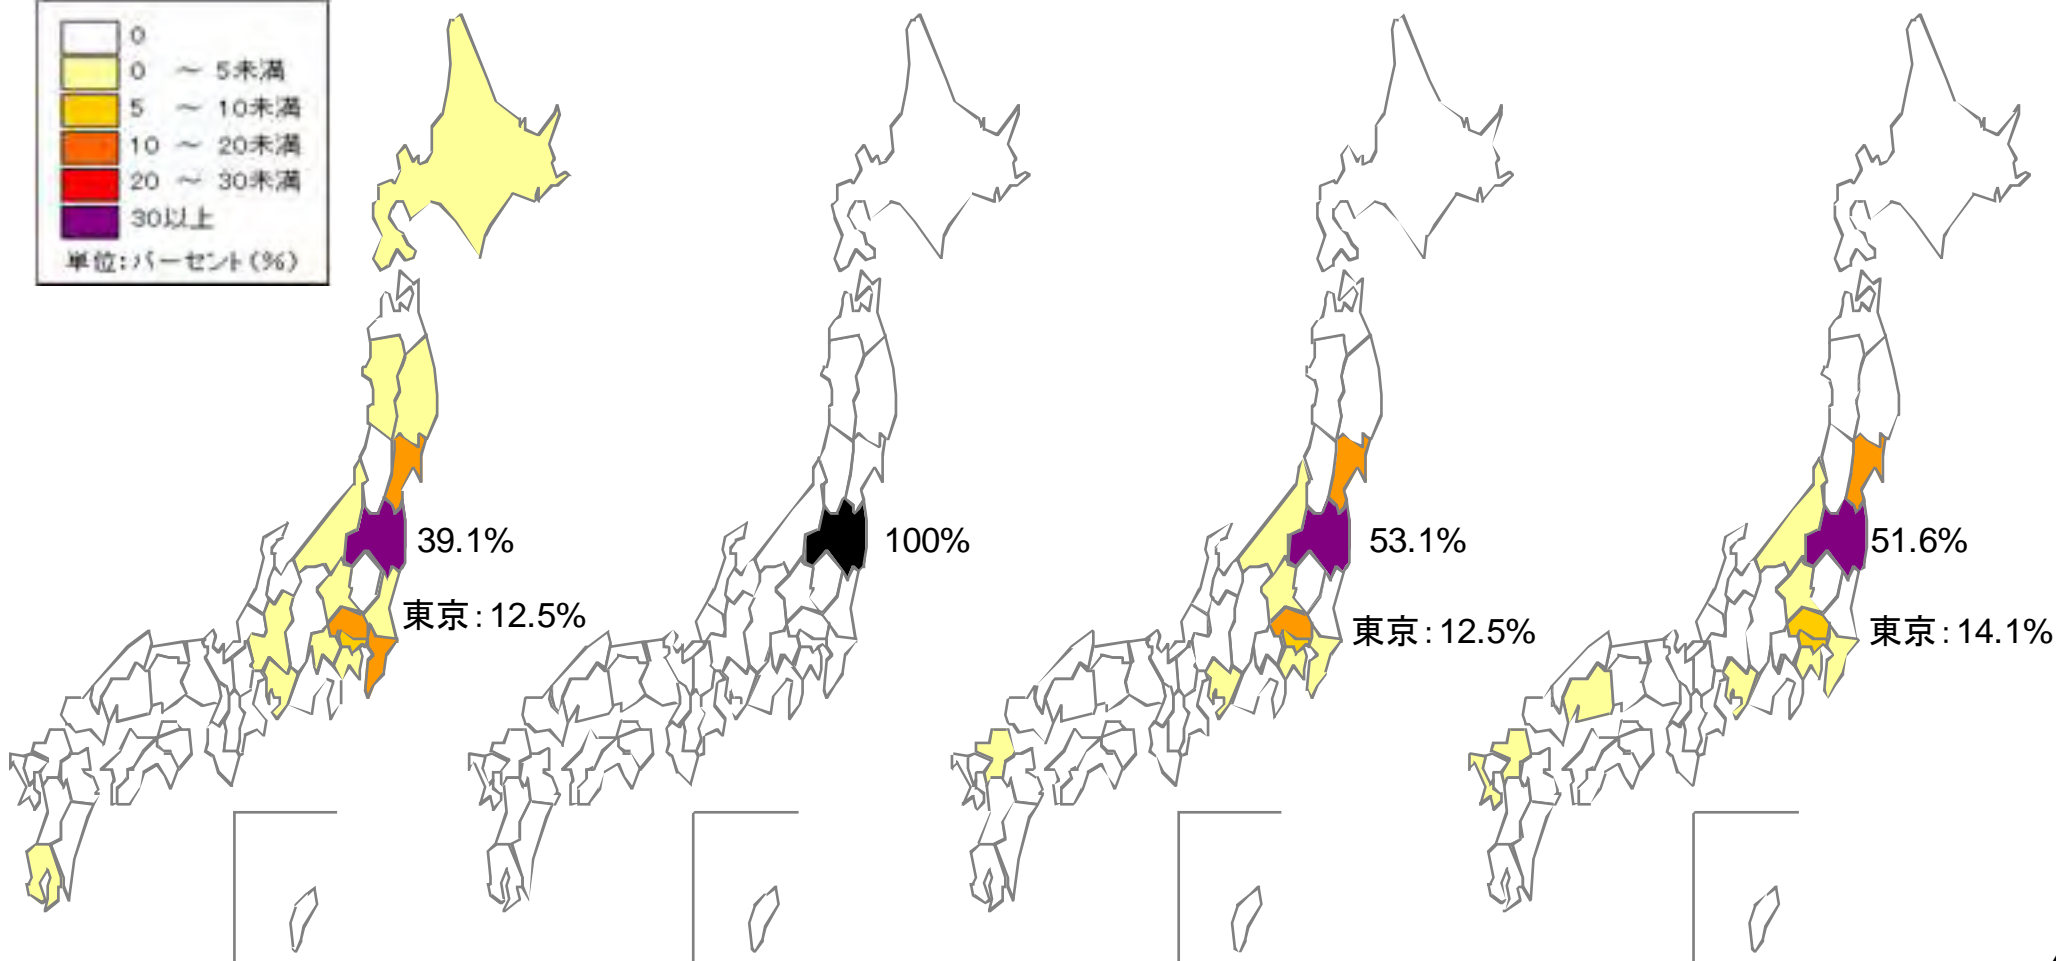 0
0 ～ 5未満
5 ～ 10未満
10 ～ 20未満
20 ～ 30未満
30以上
単位:パーセント(%)
39.1%
東京：12.5%
100%
53.1%
東京：12.5%
51.6%
東京：14.1%